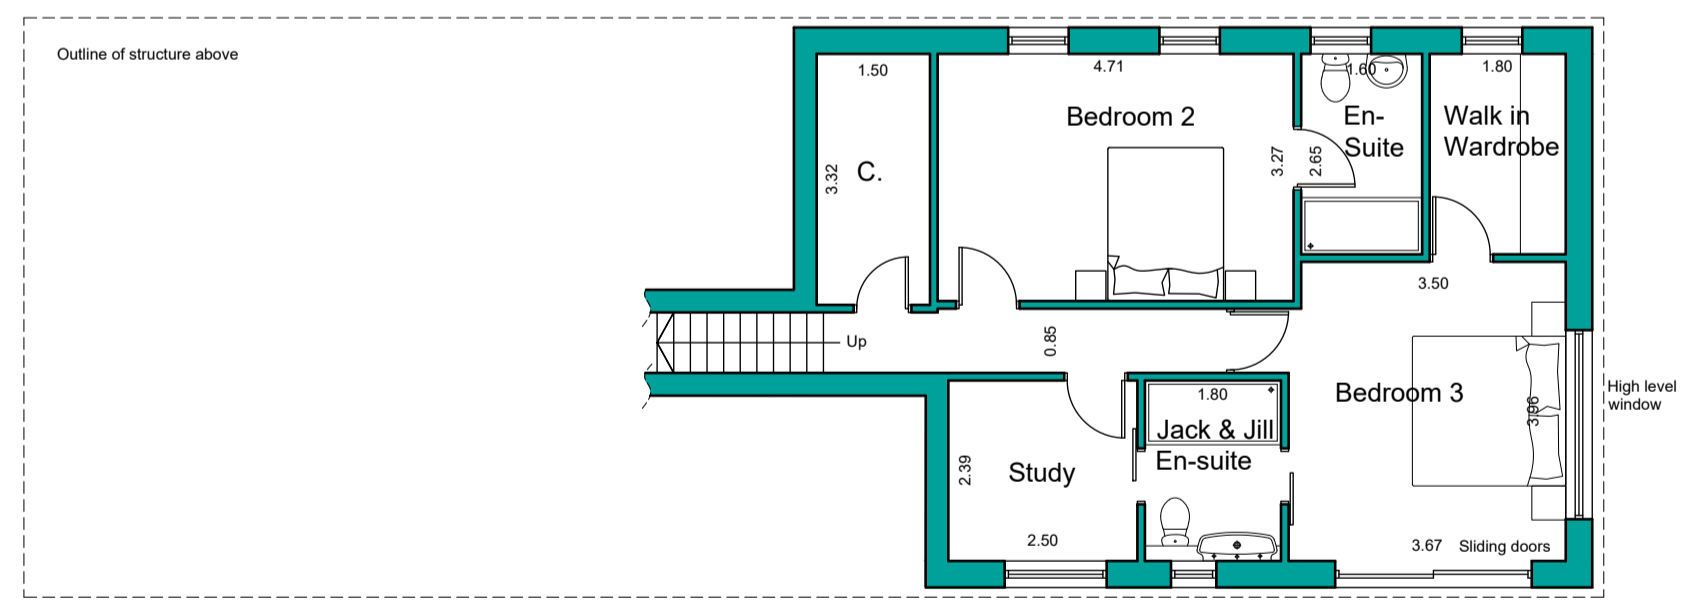 Outline of structure above
1.50
4.71
1.60
1.80
Bedroom 2
En-
Suite
Walk in
Wardrobe
3.32
C.
3.27
2.65
3.50
Up
0.85
High level
window
Bedroom 3
3.96
1.80
Jack & Jill
En-suite
Study
2.39
2.50
3.67
Sliding doors